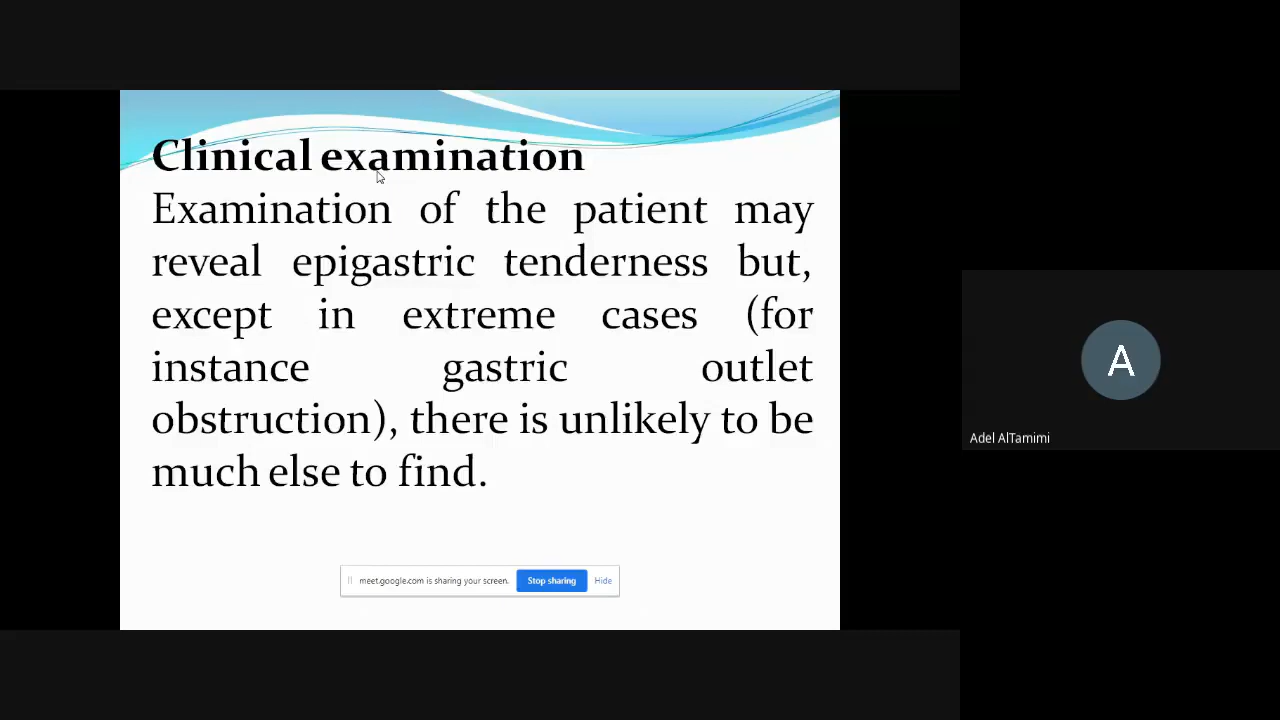 Clinical examination
Examination of the patient may
reveal epigastric tenderness but,
except in extreme cases (for
instance gastric outlet
obstruction), there is unlikely to be
much else to find.
meet.google.com is sharing your screen. Stop sharing Hide
A
Adel AlTamimi